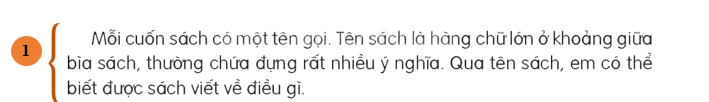 1
Mỗi cuốn sách có một tên gọi. Tên sách là hàng chữ lớn ở khoảng giữa
bìa sách, thường chứa đựng rất nhiều ý nghĩa. Qua tên sách, em có thể
biết được sách viết về điều gì.